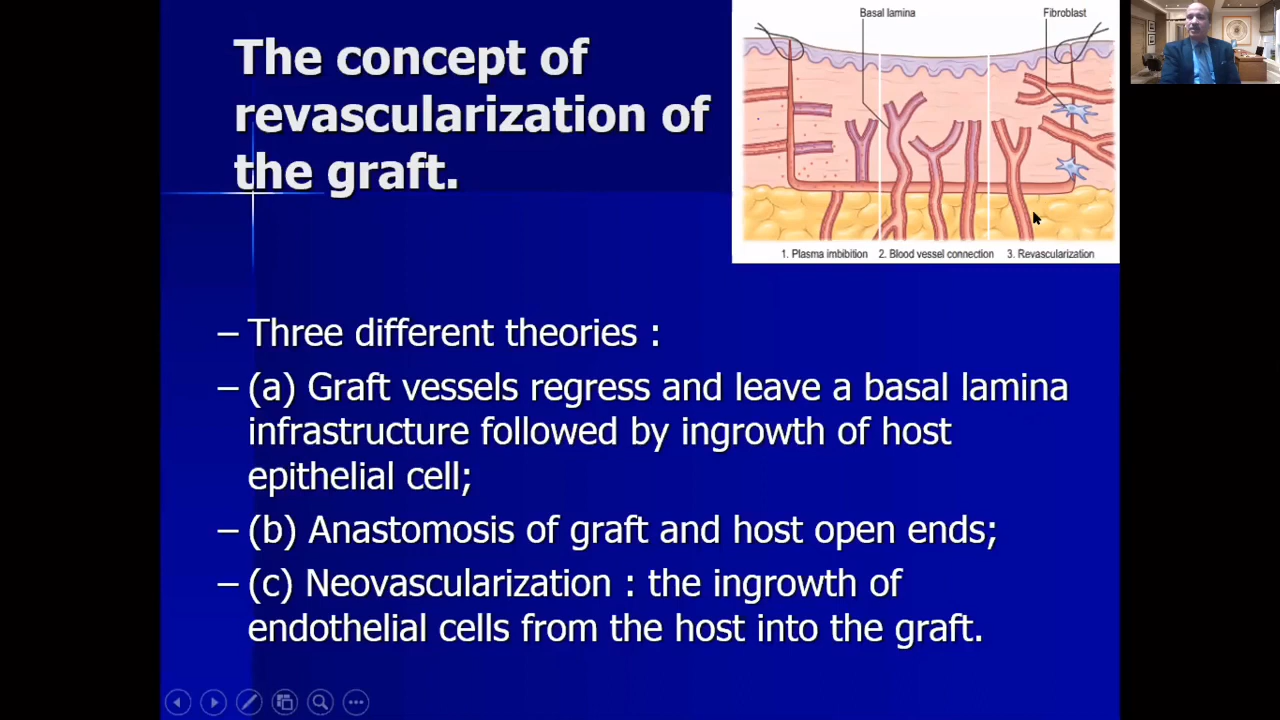 The concept of
revascularization of
the graft.
Basal lamina
Fibroblast
1. Plasma imbibition
2. Blood vessel connection
3. Revascularization
– Three different theories :
– (a) Graft vessels regress and leave a basal lamina
infrastructure followed by ingrowth of host
epithelial cell;
– (b) Anastomosis of graft and host open ends;
– (c) Neovascularization : the ingrowth of
endothelial cells from the host into the graft.